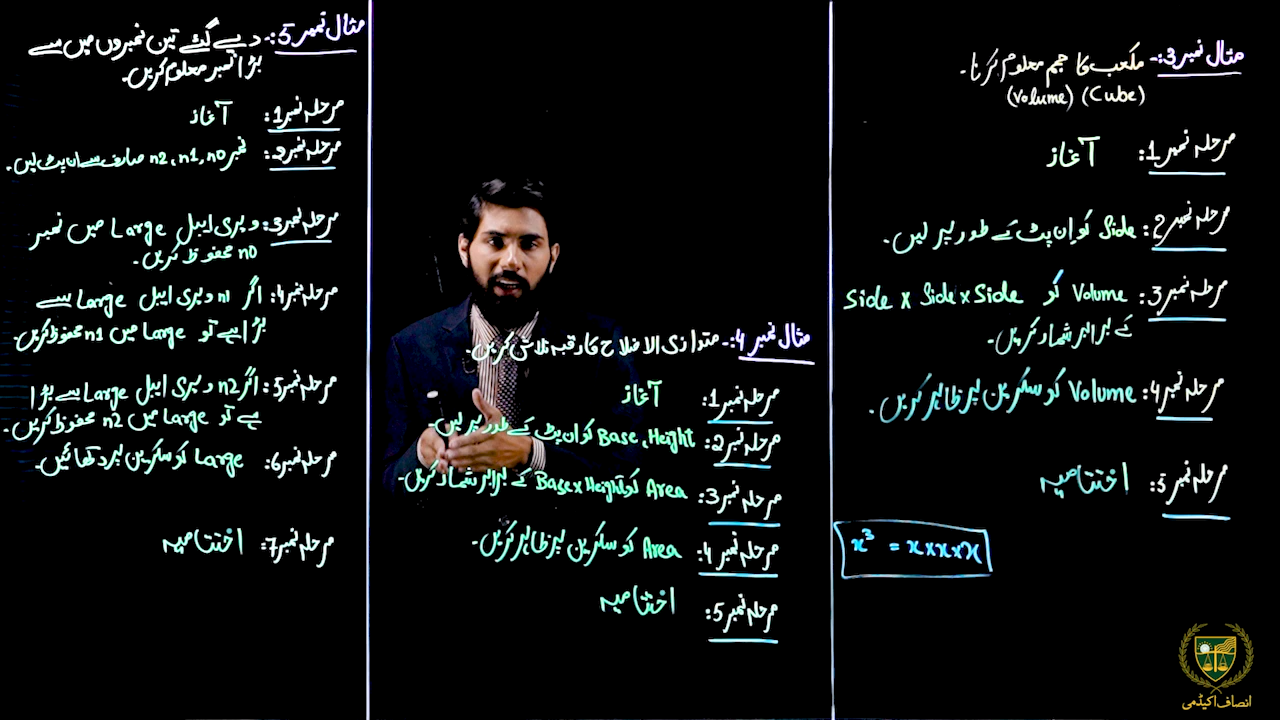 مثال نمبر 3:- مکعب کا حجم معلوم کرنا۔
(Volume) (Cube)
مرحلہ نمبر 1: آغاز
مرحلہ نمبر 2: Side کو اِن پٹ کے طور پر لیں۔
مرحلہ نمبر 3: Volume کو Side x Side x Side
کے برابر شمار کریں۔
مرحلہ نمبر 4: Volume کو سکرین پر ظاہر کریں۔
مرحلہ نمبر 5: اختتامیہ
x³ = x x x x x
مثال نمبر 4:- متوازی الاضلاع کا رقبہ تلاش کریں۔
مرحلہ نمبر 1: آغاز
مرحلہ نمبر 2: Base, Height کو ان پٹ کے طور پر لیں۔
مرحلہ نمبر 3: Area کو Base x Height کے برابر شمار کریں۔
مرحلہ نمبر 4: Area کو سکرین پر ظاہر کریں۔
مرحلہ نمبر 5: اختتامیہ
مثال نمبر 5:- دیے گئے تین نمبروں میں سے
بڑا نمبر معلوم کریں۔
مرحلہ نمبر 1: آغاز
مرحلہ نمبر 2: نمبر n0, n1, n2 صارف سے ان پٹ لیں۔
مرحلہ نمبر 3: ویری ایبل Large میں نمبر
n0 محفوظ کریں۔
مرحلہ نمبر 4: اگر n1 ویری ایبل Large سے
بڑا ہے تو Large میں n1 محفوظ کریں
مرحلہ نمبر 5: اگر n2 ویری ایبل Large سے بڑا
ہے تو Large میں n2 محفوظ کریں۔
مرحلہ نمبر 6: Large کو سکرین پر دکھائیں۔
مرحلہ نمبر 7: اختتامیہ
انصاف اکیڈمی